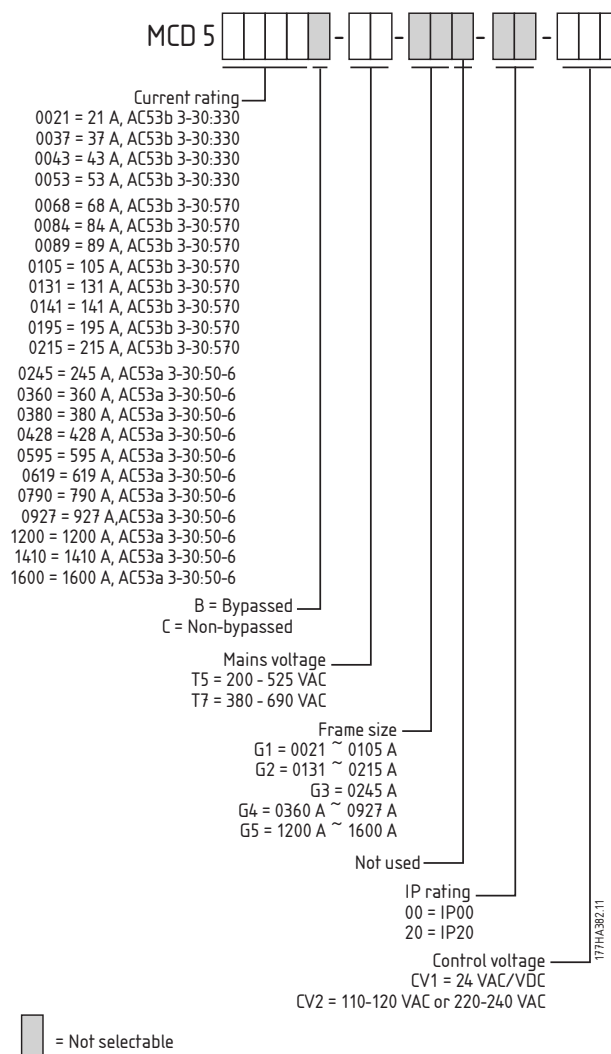 MCD 5 - - - -
Current rating
0021 = 21 A, AC53b 3-30:330
0037 = 37 A, AC53b 3-30:330
0043 = 43 A, AC53b 3-30:330
0053 = 53 A, AC53b 3-30:330
0068 = 68 A, AC53b 3-30:570
0084 = 84 A, AC53b 3-30:570
0089 = 89 A, AC53b 3-30:570
0105 = 105 A, AC53b 3-30:570
0131 = 131 A, AC53b 3-30:570
0141 = 141 A, AC53b 3-30:570
0195 = 195 A, AC53b 3-30:570
0215 = 215 A, AC53b 3-30:570
0245 = 245 A, AC53a 3-30:50-6
0360 = 360 A, AC53a 3-30:50-6
0380 = 380 A, AC53a 3-30:50-6
0428 = 428 A, AC53a 3-30:50-6
0595 = 595 A, AC53a 3-30:50-6
0619 = 619 A, AC53a 3-30:50-6
0790 = 790 A, AC53a 3-30:50-6
0927 = 927 A,AC53a 3-30:50-6
1200 = 1200 A, AC53a 3-30:50-6
1410 = 1410 A, AC53a 3-30:50-6
1600 = 1600 A, AC53a 3-30:50-6
B = Bypassed
C = Non-bypassed
Mains voltage
T5 = 200 - 525 VAC
T7 = 380 - 690 VAC
Frame size
G1 = 0021 ~ 0105 A
G2 = 0131 ~ 0215 A
G3 = 0245 A
G4 = 0360 A ~ 0927 A
G5 = 1200 A ~ 1600 A
Not used
IP rating
00 = IP00
20 = IP20
Control voltage
CV1 = 24 VAC/VDC
CV2 = 110-120 VAC or 220-240 VAC
177HA382.11
= Not selectable